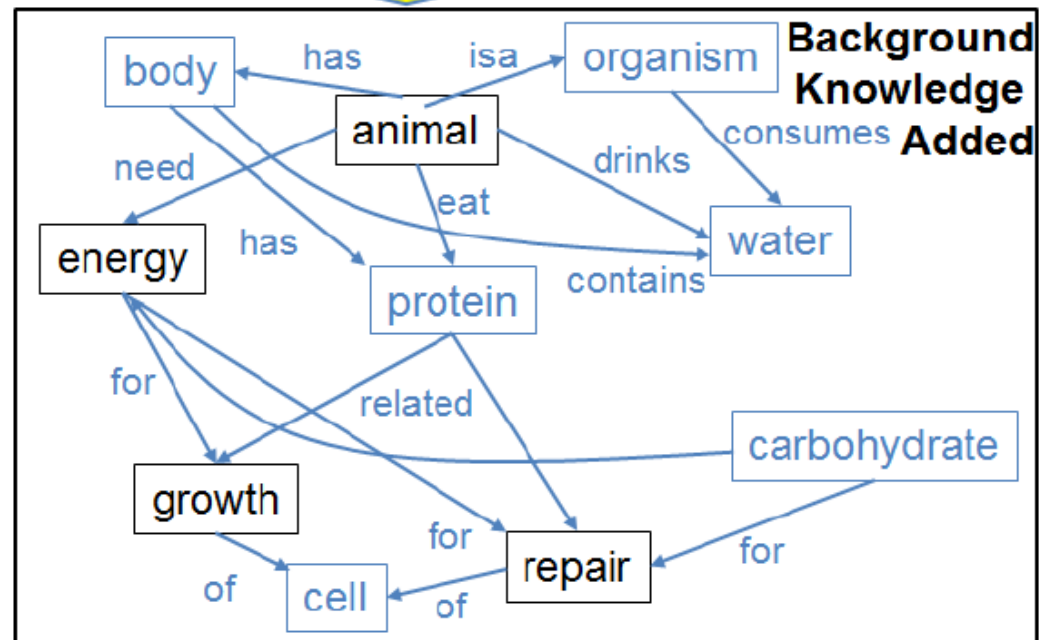 Background
Knowledge
Added
body
has
isa
organism
animal
consumes
need
drinks
eat
energy
has
water
contains
protein
for
related
carbohydrate
growth
for
repair
for
of
cell
of